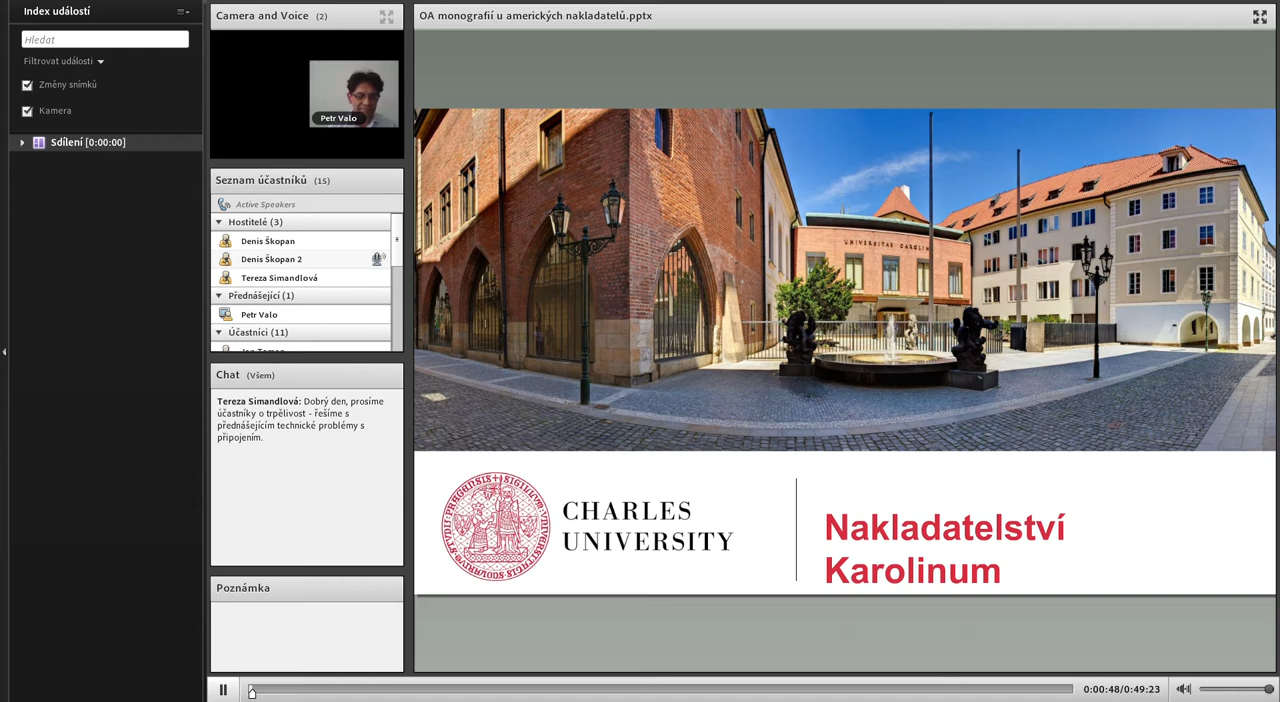 Index událostí
Hledat
Filtrovat události
Změny snímků
Kamera
Sdílení [0:00:00]
Camera and Voice (2)
Petr Valo
Seznam účastníků (15)
Active Speakers
Hostitelé (3)
Denis Škopan
Denis Škopan 2
Tereza Simandlová
Přednášející (1)
Petr Valo
Účastníci (11)
Chat (Všem)
Tereza Simandlová: Dobrý den, prosíme
účastníky o trpělivost - řešíme s
přednášejícím technické problémy s
připojením.
Poznámka
OA monografií u amerických nakladatelů.pptx
CHARLES
UNIVERSITY
Nakladatelství
Karolinum
0:00:48/0:49:23